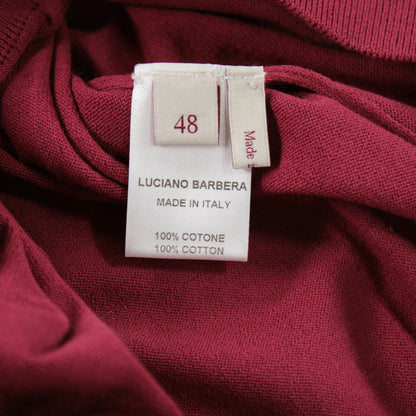 48
Made
LUCIANO BARBERA
MADE IN ITALY
100% COTONE
100% COTTON